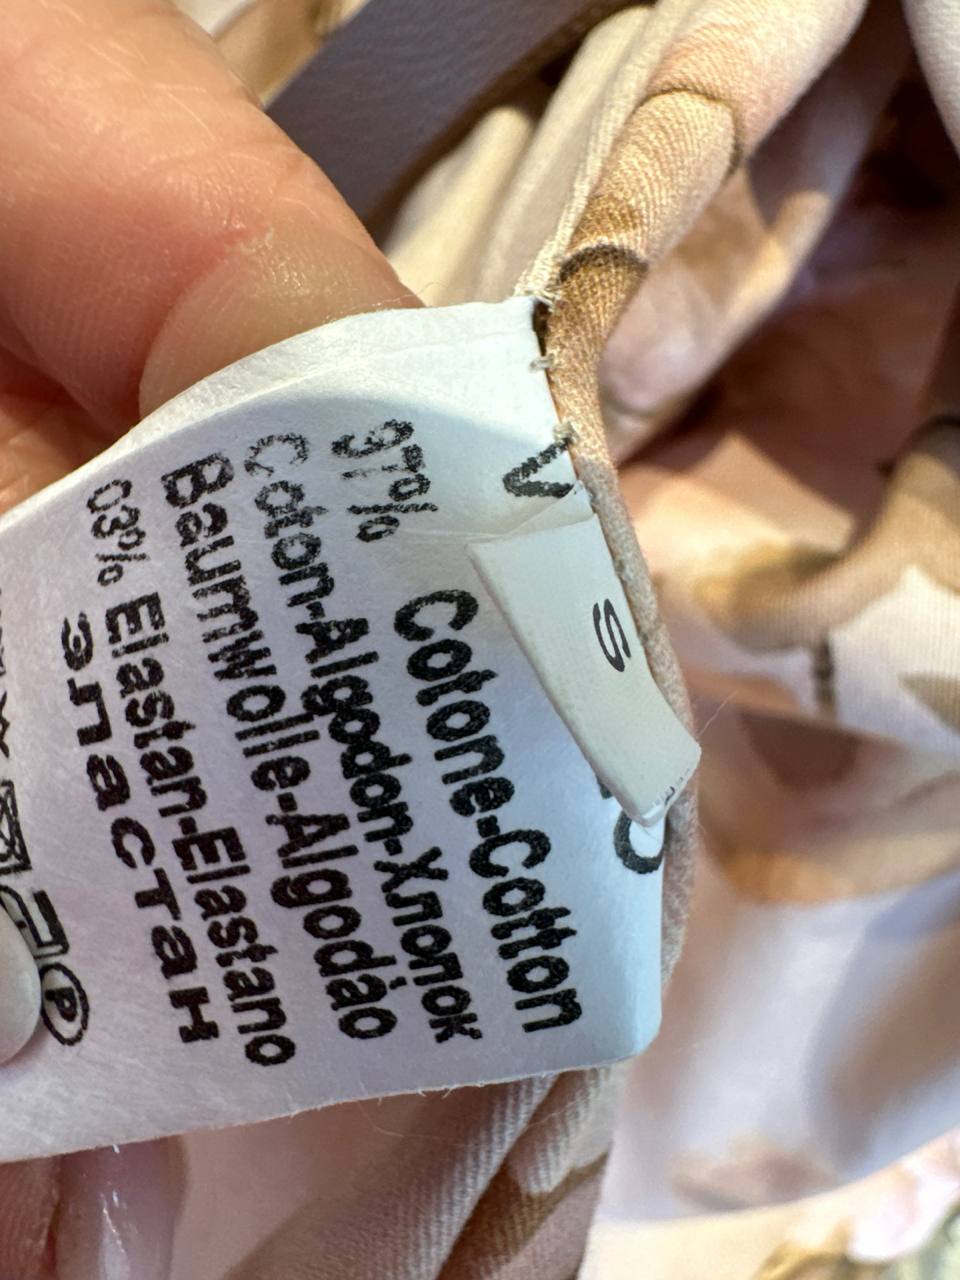 S
97% Cotone-Cotton
Coton-Algodon-Хлопок
Baumwolle-Algodão
03% Elastan-Elastano
эластан
P